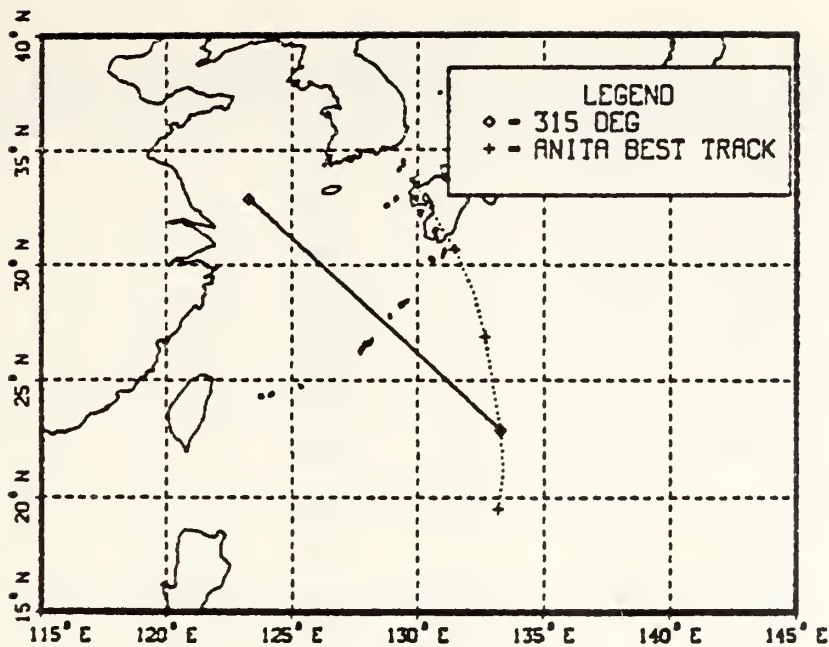 LEGEND
◇ = 315 DEG
+ = ANITA BEST TRACK
40° N
35° N
30° N
25° N
20° N
15° N
115° E 120° E 125° E 130° E 135° E 140° E 145° E